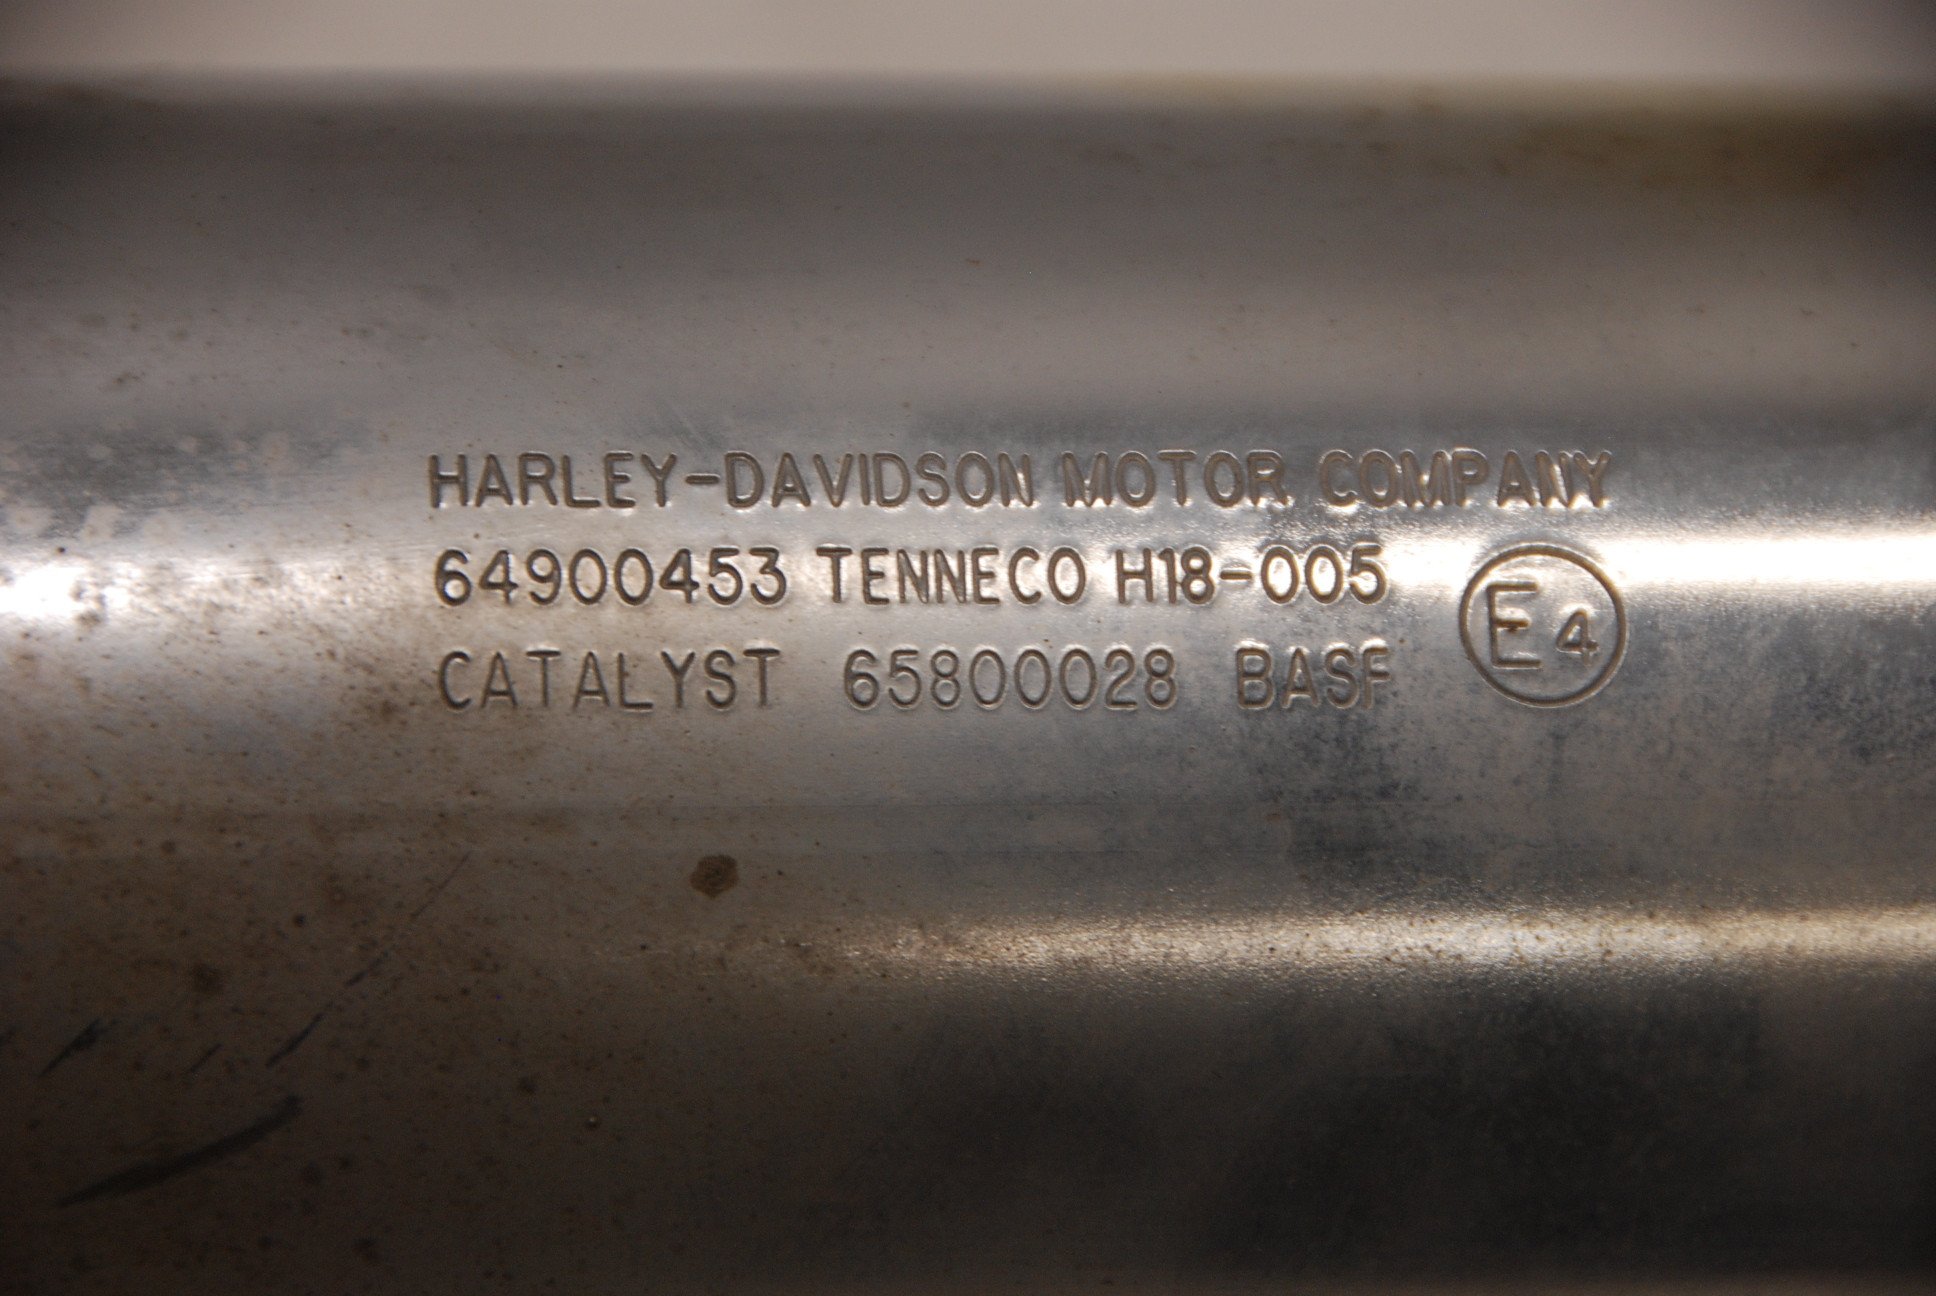 HARLEY-DAVIDSON MOTOR COMPANY
64900453 TENNECO H18-005
CATALYST 65800028 BASF
E4